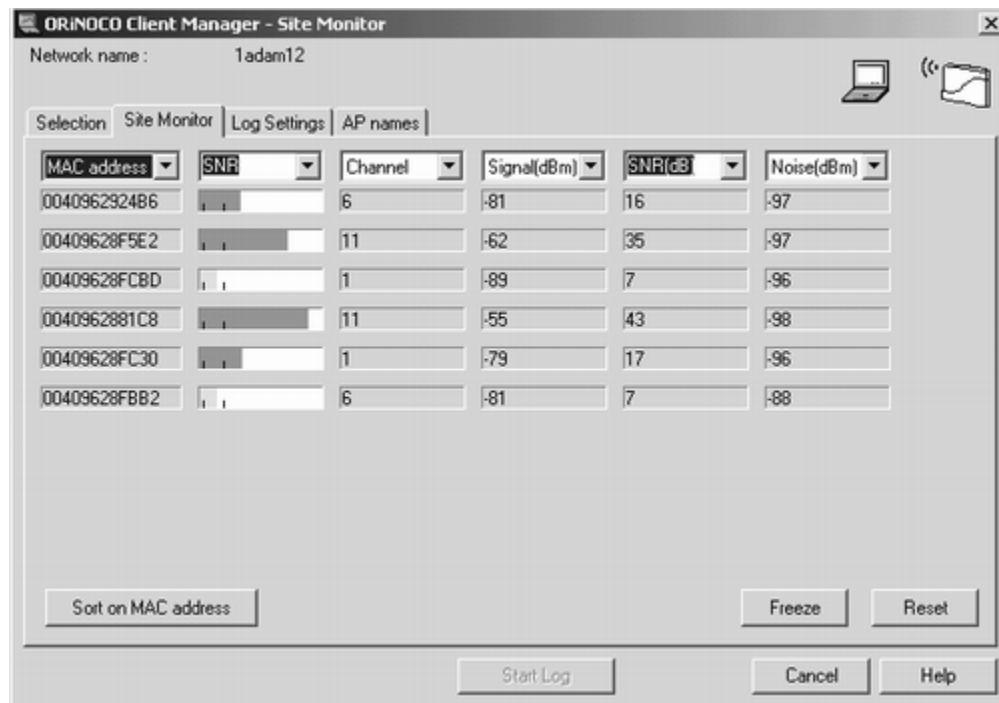 ORiNOCO Client Manager - Site Monitor
Network name : 1adam12
Selection Site Monitor Log Settings AP names
MAC address SNR Channel Signal(dBm) SNR(dB) Noise(dBm)
0040962924B6 6 -81 16 -97
00409628F5E2 11 -62 35 -97
00409628FCBD 1 -89 7 -96
0040962881C8 11 -55 43 -98
00409628FC30 1 -79 17 -96
00409628FBB2 6 -81 7 -88
Sort on MAC address Freeze Reset
Start Log Cancel Help